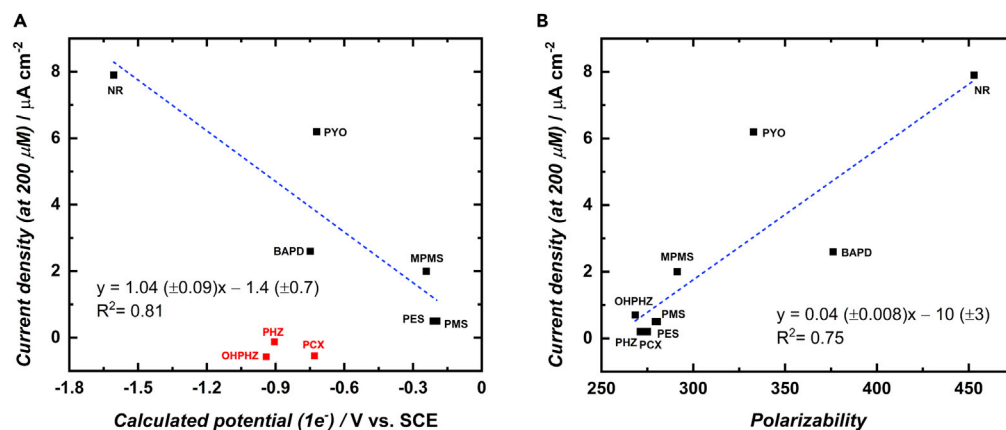 A
Current density (at 200 μM) / μA cm⁻²
8
6
4
2
0
NR
PYO
BAPD
MPMS
y = 1.04 (±0.09)x – 1.4 (±0.7)
R²= 0.81
PES
PMS
PHZ
PCX
OHPHZ
-1.8 -1.5 -1.2 -0.9 -0.6 -0.3 0
Calculated potential (1e⁻) / V vs. SCE
B
Current density (at 200 μM) / μA cm⁻²
8
6
4
2
0
NR
PYO
BAPD
MPMS
OHPHZ
PMS
y = 0.04 (±0.008)x – 10 (±3)
PES
PHZ
PCX
R²= 0.75
250 300 350 400 450
Polarizability